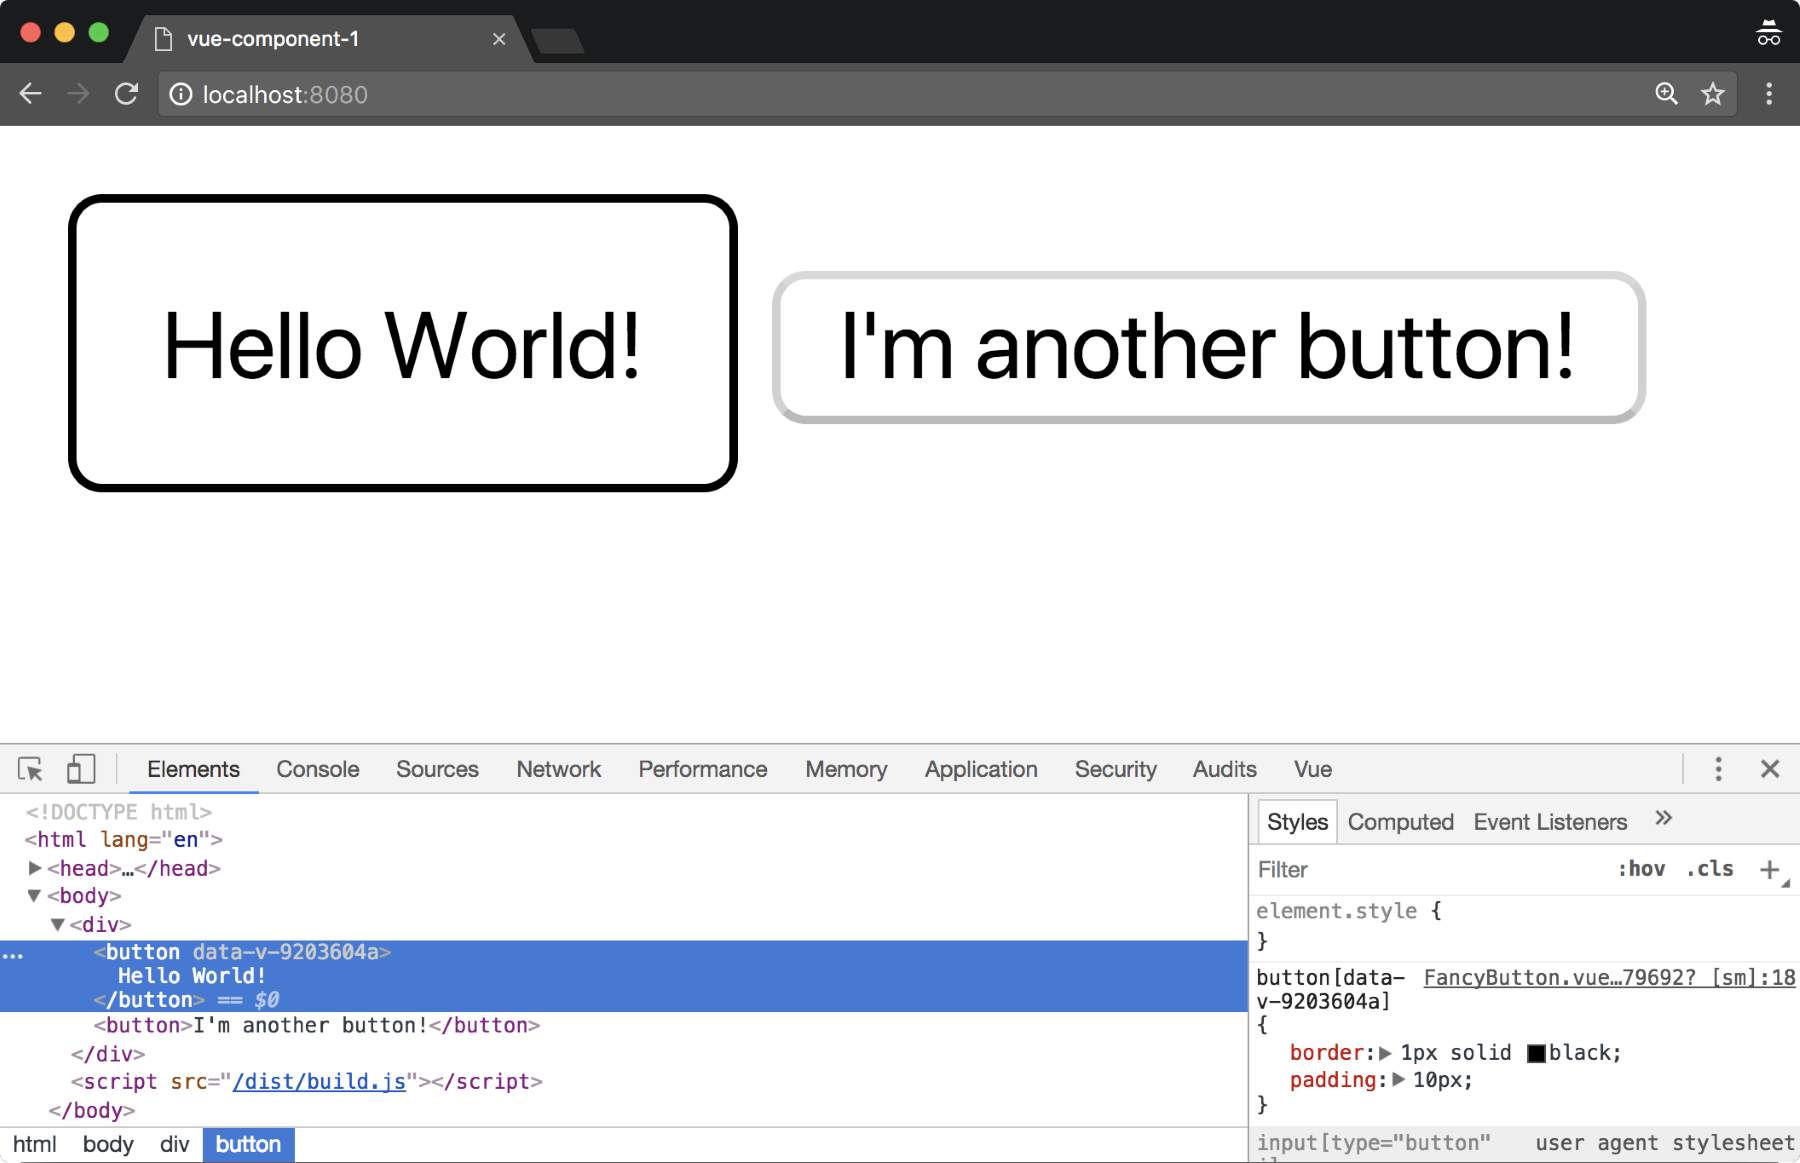 vue-component-1
localhost:8080
Hello World!
I'm another button!
Elements Console Sources Network Performance Memory Application Security Audits Vue
<!DOCTYPE html>
<html lang="en">
<head>…</head>
<body>
<div>
<button data-v-9203604a>
Hello World!
</button> == $0
<button>I'm another button!</button>
</div>
<script src="/dist/build.js"></script>
</body>
html body div button
Styles Computed Event Listeners »
Filter :hov .cls +
element.style {
}
button[data- FancyButton.vue…79692? [sm]:18
v-9203604a]
{
border: 1px solid black;
padding: 10px;
}
input[type="button" user agent stylesheet